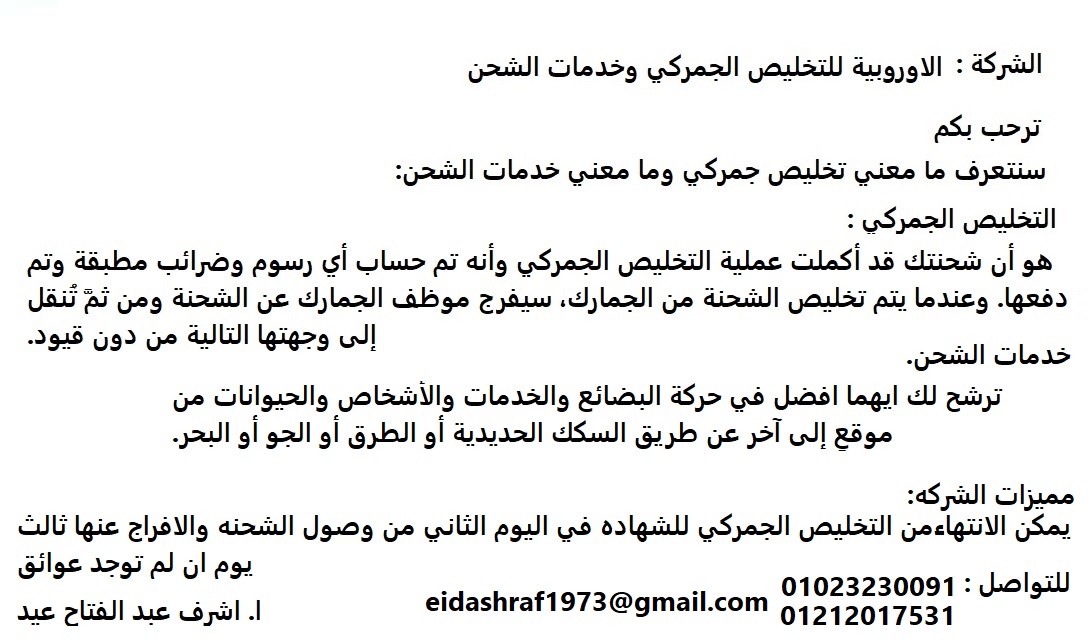 الشركة : الاوروبية للتخليص الجمركي وخدمات الشحن
ترحب بكم
سنتعرف ما معني تخليص جمركي وما معني خدمات الشحن:
التخليص الجمركي :
هو أن شحنتك قد أكملت عملية التخليص الجمركي وأنه تم حساب أي رسوم وضرائب مطبقة وتم
دفعها. وعندما يتم تخليص الشحنة من الجمارك، سيفرج موظف الجمارك عن الشحنة ومن ثمَّ تُنقل
إلى وجهتها التالية من دون قيود.
خدمات الشحن.
ترشح لك ايهما افضل في حركة البضائع والخدمات والأشخاص والحيوانات من
موقع إلى آخر عن طريق السكك الحديدية أو الطرق أو الجو أو البحر.
مميزات الشركه:
يمكن الانتهاءمن التخليص الجمركي للشهاده في اليوم الثاني من وصول الشحنه والافراج عنها ثالث
يوم ان لم توجد عوائق
للتواصل : 01023230091 eidashraf1973@gmail.com
01212017531
ا. اشرف عبد الفتاح عيد